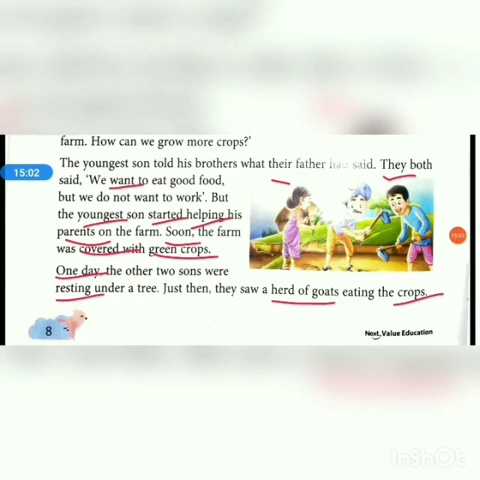 farm. How can we grow more crops?'
The youngest son told his brothers what their father had said. They both
15:02
said, 'We want to eat good food,
but we do not want to work'. But
the youngest son started helping his
parents on the farm. Soon, the farm
was covered with green crops.
One day, the other two sons were
resting under a tree. Just then, they saw a herd of goats eating the crops.
8
Next Value Education
InShOt